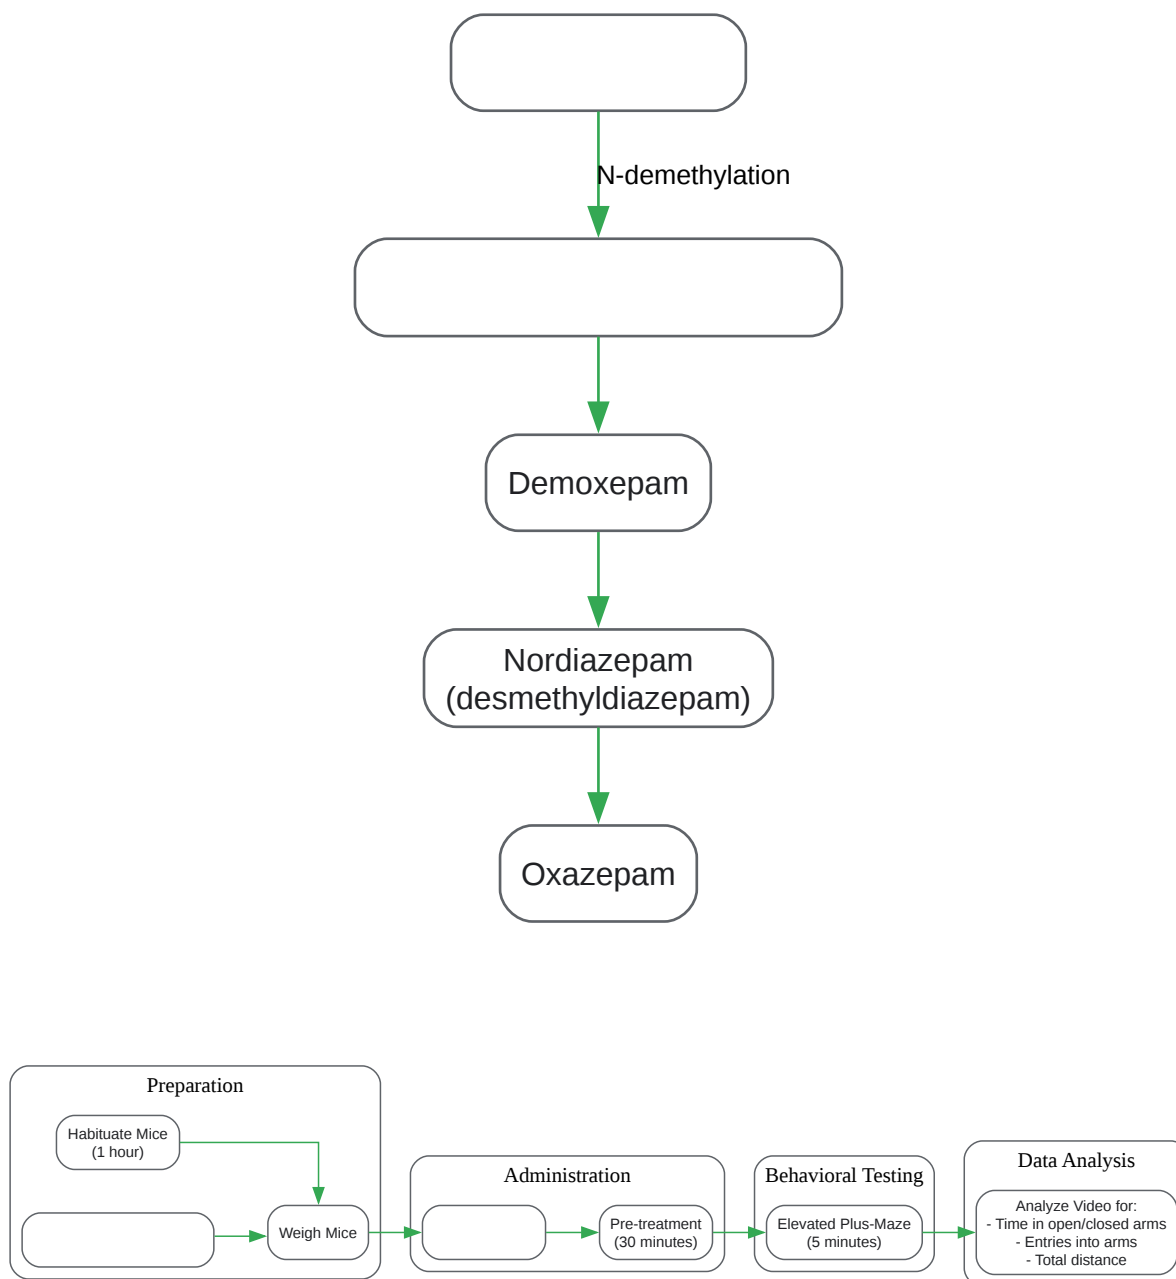 N-demethylation
Demoxepam
Nordiazepam
(desmethyldiazepam)
Oxazepam
Preparation
Habituate Mice
(1 hour)
Weigh Mice
Administration
Pre-treatment
(30 minutes)
Behavioral Testing
Elevated Plus-Maze
(5 minutes)
Data Analysis
Analyze Video for:
- Time in open/closed arms
- Entries into arms
- Total distance